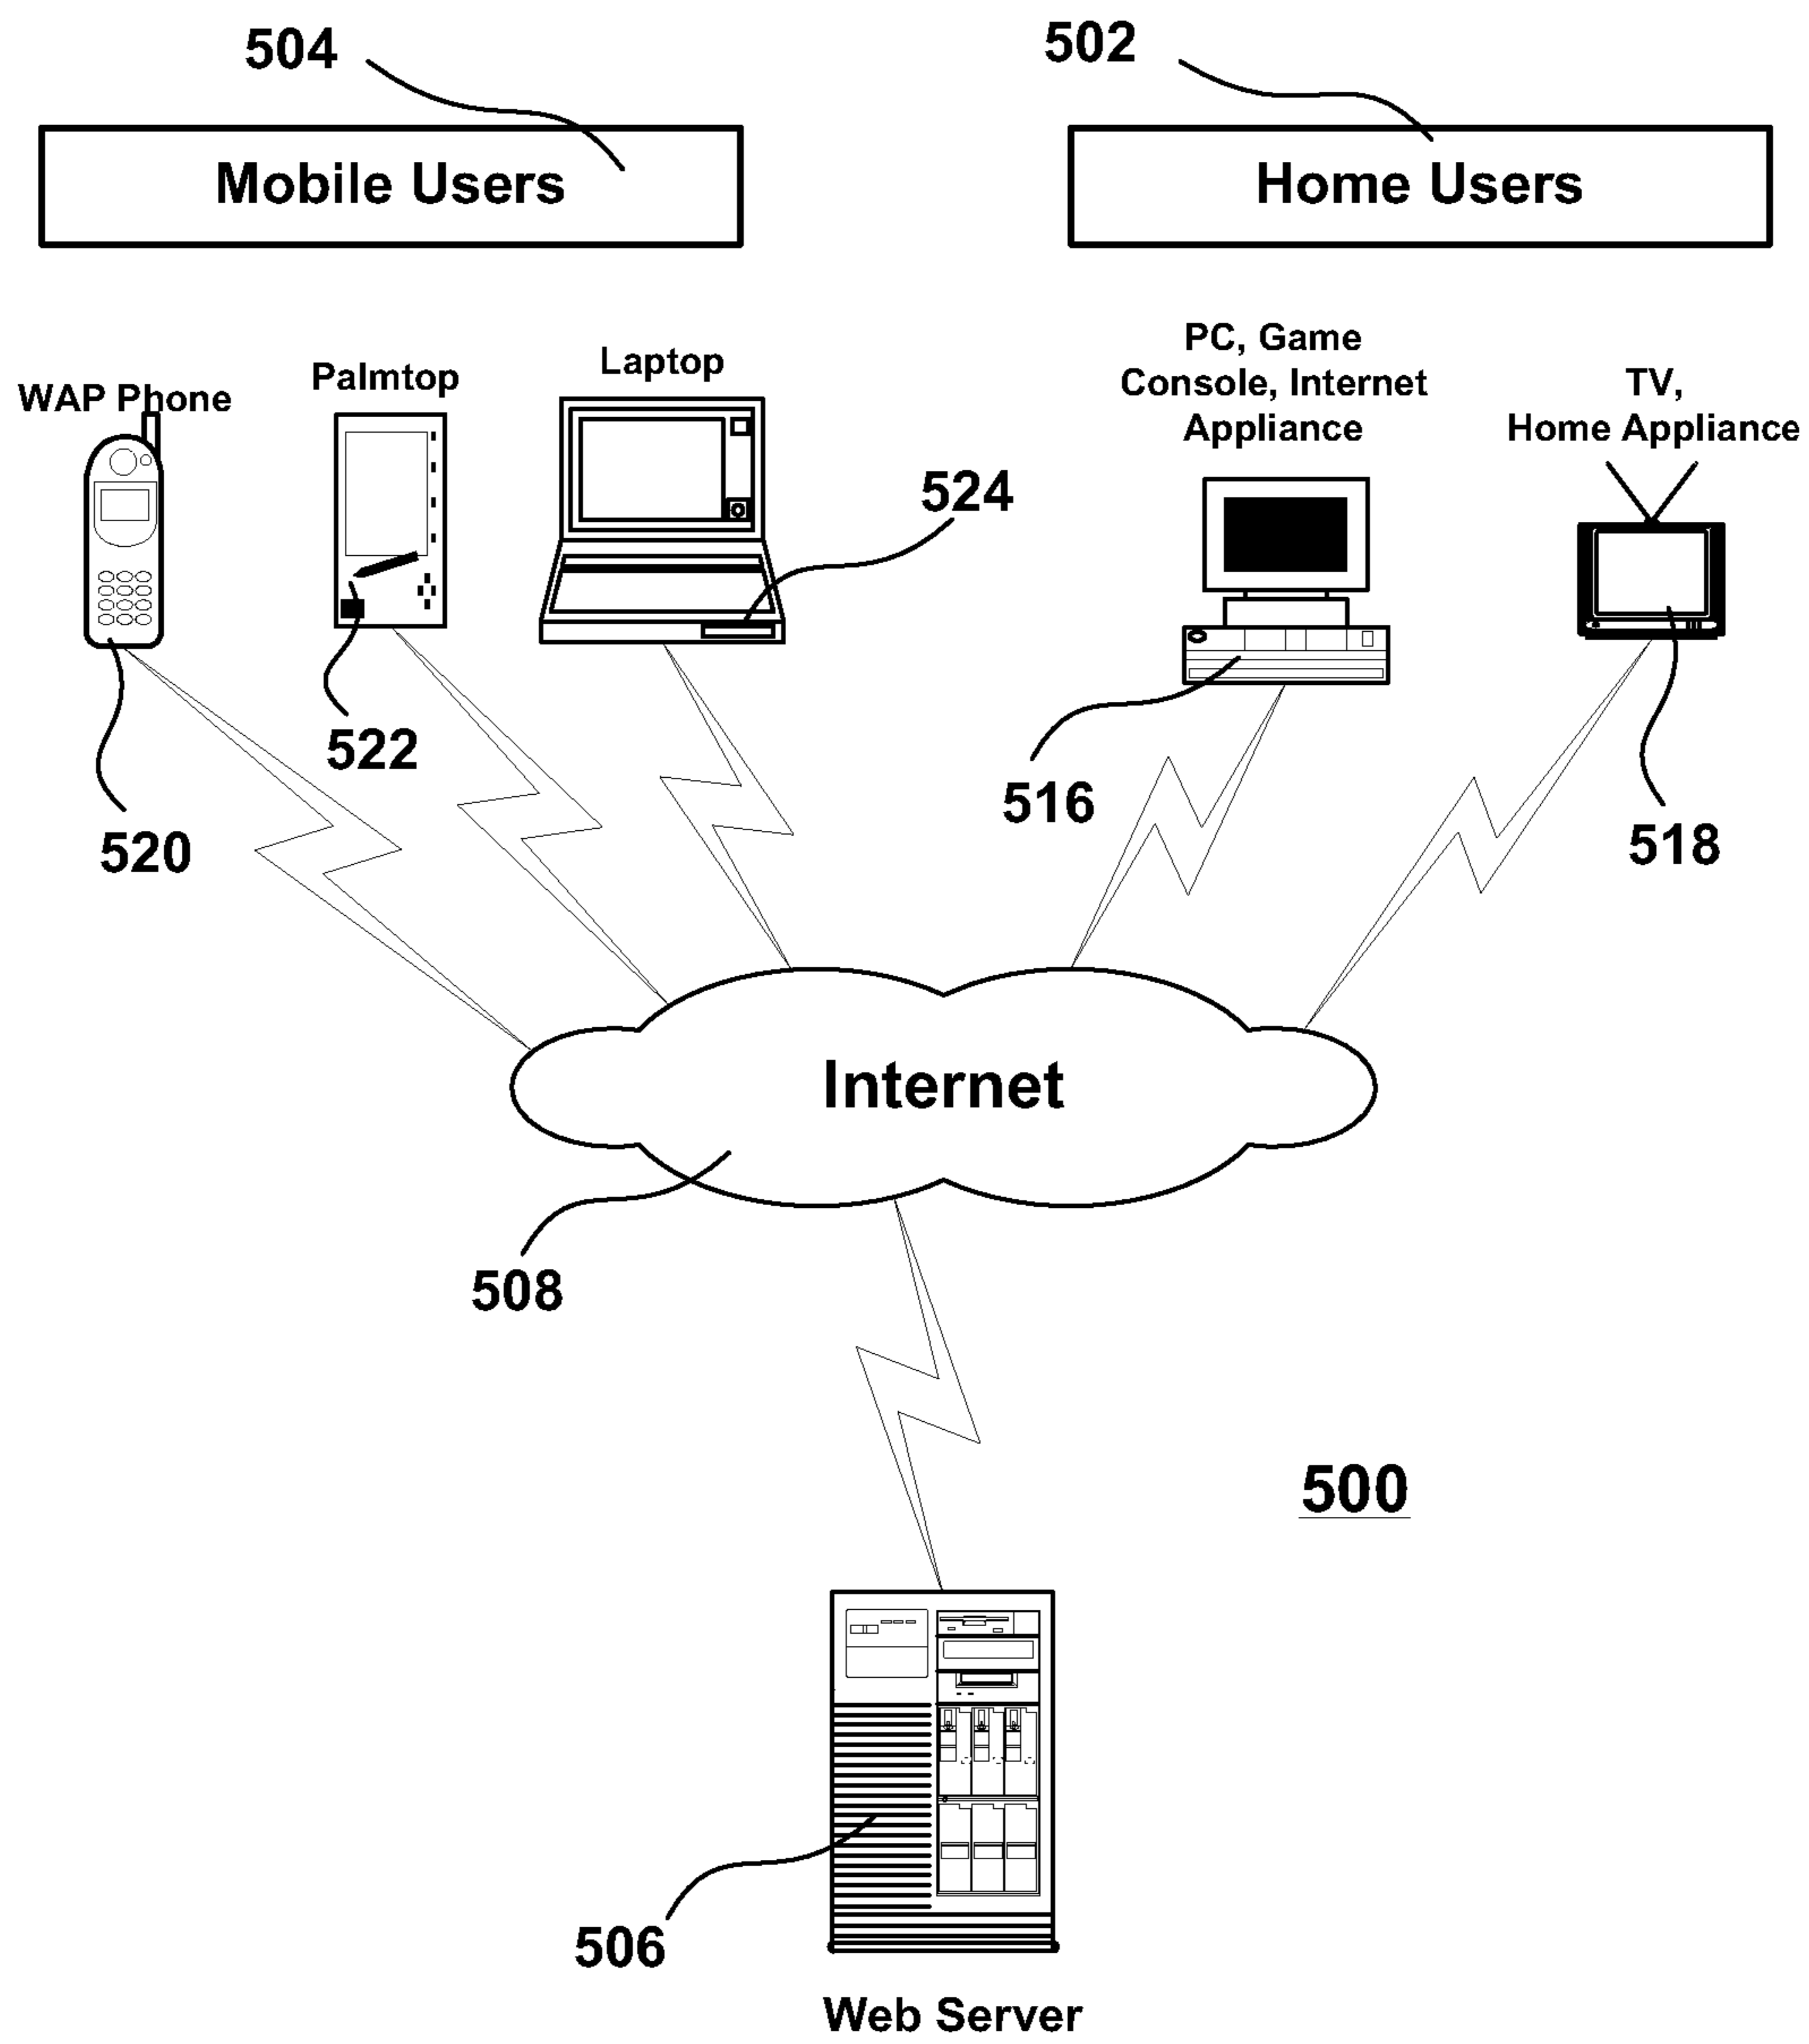 504
502
Mobile Users
Home Users
WAP Phone
Palmtop
Laptop
PC, Game
Console, Internet
Appliance
TV,
Home Appliance
524
522
516
520
518
Internet
508
500
506
Web Server